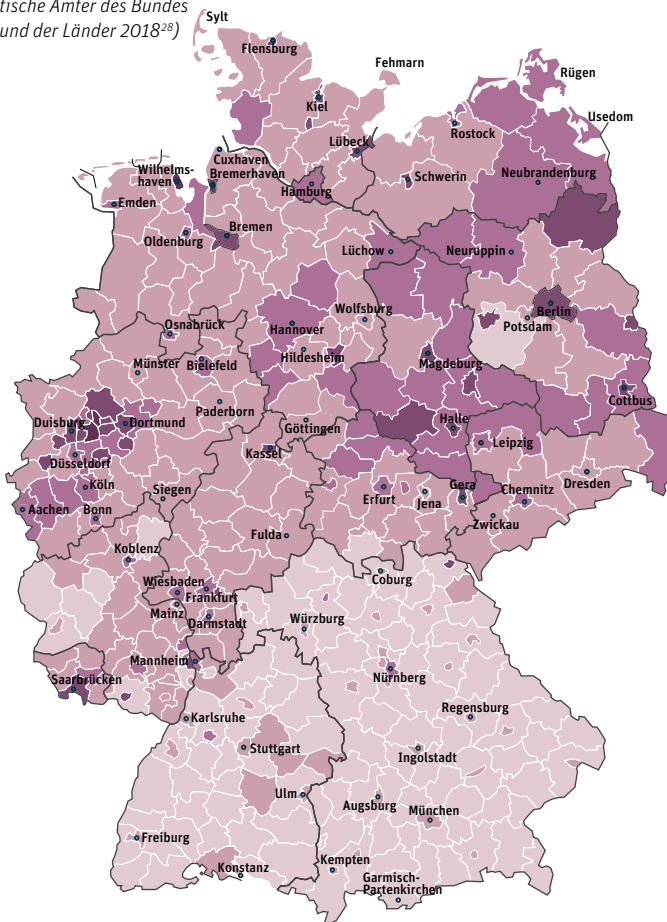 tische Ämter des Bundes
und der Länder 2018²⁸)
Sylt
Flensburg
Fehmarn
Rügen
Kiel
Usedom
Rostock
Lübeck
Cuxhaven
Wilhelms-
haven
Bremerhaven
Schwerin
Neubrandenburg
Hamburg
Emden
Bremen
Oldenburg
Lüchow
Neuruppin
Wolfsburg
Berlin
Osnabrück
Hannover
Potsdam
Hildesheim
Münster
Bielefeld
Magdeburg
Cottbus
Paderborn
Duisburg
Dortmund
Göttingen
Halle
Leipzig
Düsseldorf
Kassel
Köln
Siegen
Erfurt
Jena
Gera
Chemnitz
Dresden
Aachen
Bonn
Zwickau
Fulda
Koblenz
Coburg
Wiesbaden
Frankfurt
Mainz
Darmstadt
Würzburg
Mannheim
Saarbrücken
Nürnberg
Regensburg
Karlsruhe
Stuttgart
Ingolstadt
Ulm
Augsburg
München
Freiburg
Konstanz
Kempten
Garmisch-
Partenkirchen